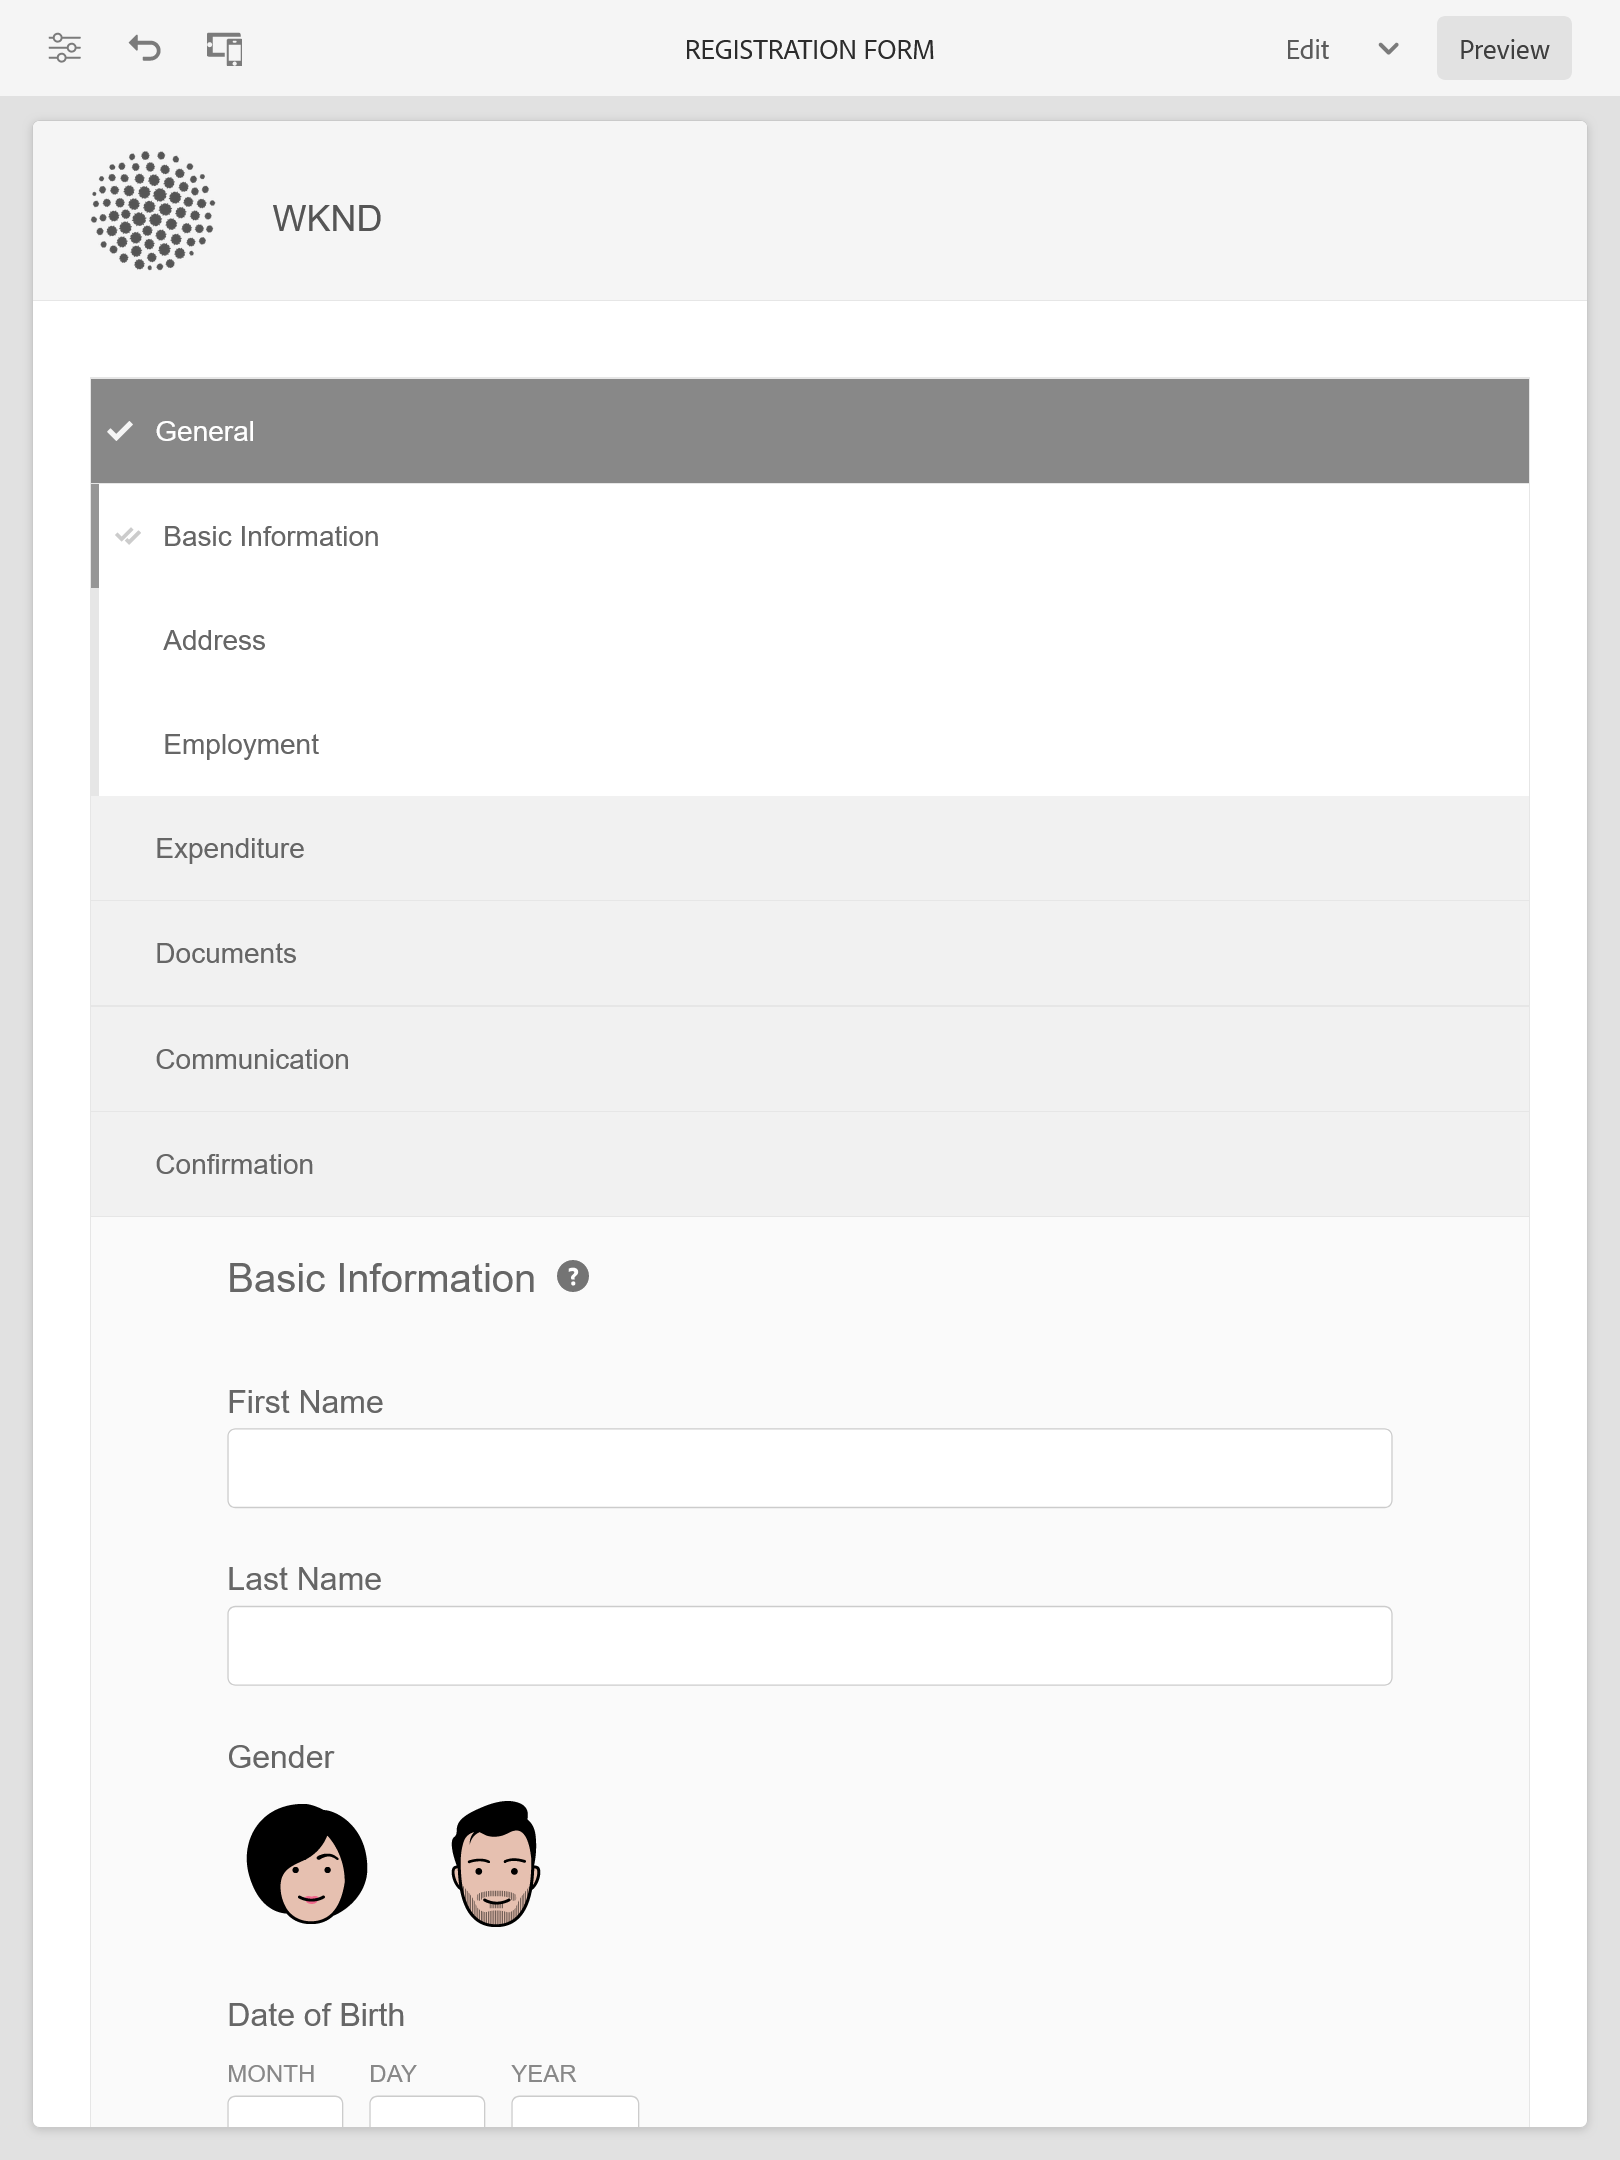 REGISTRATION FORM
Edit
Preview
WKND
General
Basic Information
Address
Employment
Expenditure
Documents
Communication
Confirmation
Basic Information ?
First Name
Last Name
Gender
Date of Birth
MONTH DAY YEAR